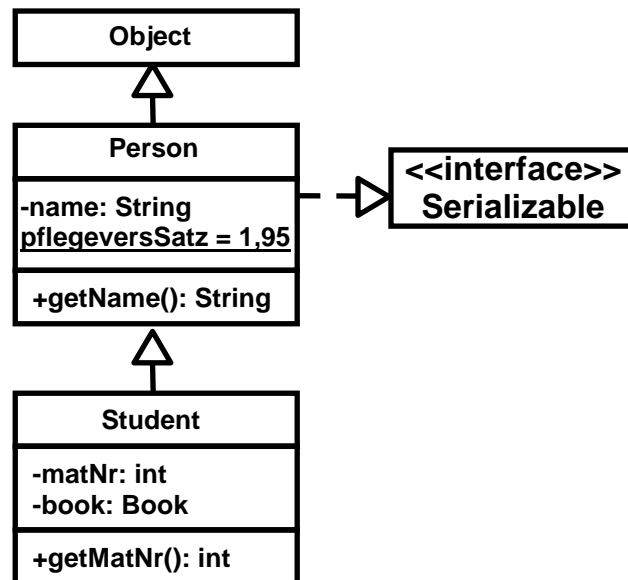 Object
Person
-name: String
pflegeversSatz = 1,95
+getName(): String
<<interface>>
Serializable
Student
-matNr: int
-book: Book
+getMatNr(): int